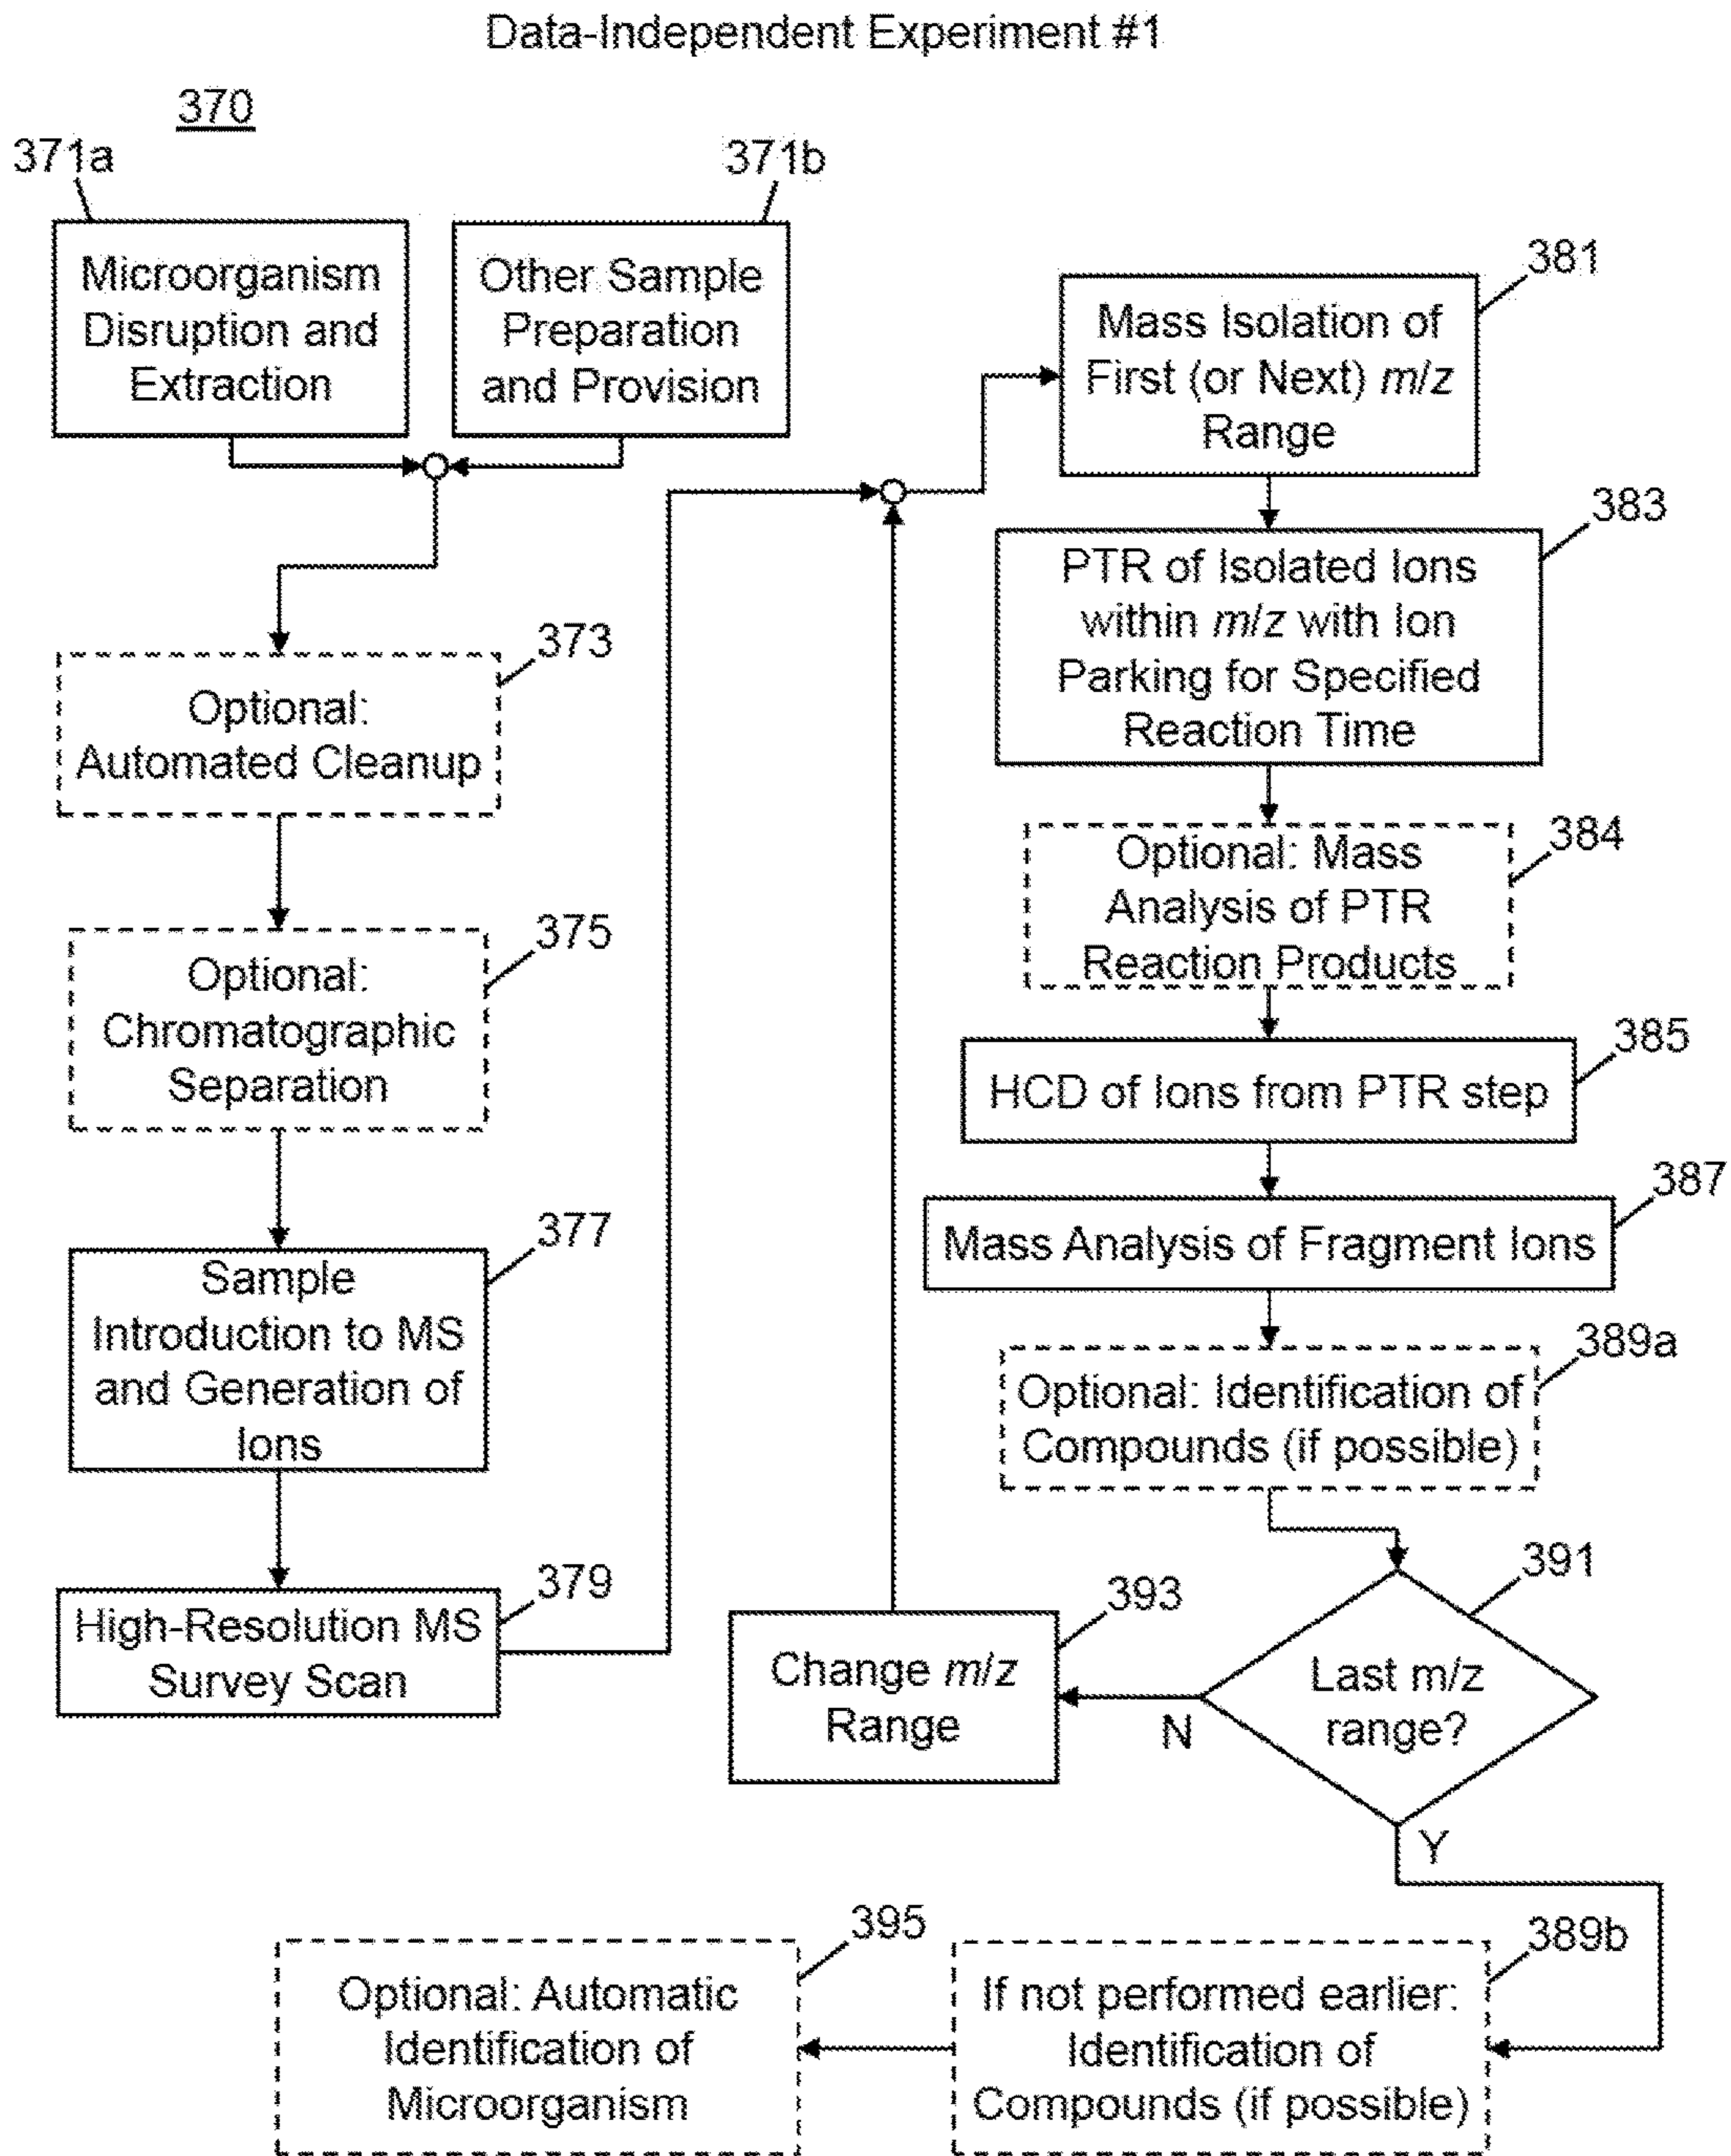 Data-Independent Experiment #1
370
371a
Microorganism
Disruption and
Extraction
371b
Other Sample
Preparation
and Provision
373
Optional:
Automated Cleanup
375
Optional:
Chromatographic
Separation
377
Sample
Introduction to MS
and Generation of
Ions
379
High-Resolution MS
Survey Scan
381
Mass Isolation of
First (or Next) m/z
Range
383
PTR of Isolated Ions
within m/z with Ion
Parking for Specified
Reaction Time
384
Optional: Mass
Analysis of PTR
Reaction Products
385
HCD of Ions from PTR step
387
Mass Analysis of Fragment Ions
389a
Optional: Identification of
Compounds (if possible)
391
Last m/z
range?
N
Y
393
Change m/z
Range
389b
If not performed earlier:
Identification of
Compounds (if possible)
395
Optional: Automatic
Identification of
Microorganism